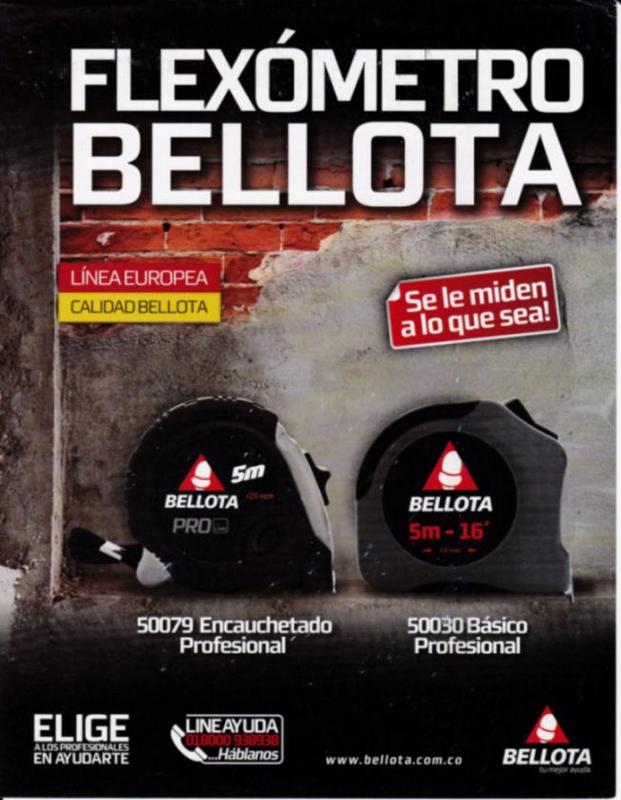 FLEXÓMETRO
BELLOTA
LÍNEA EUROPEA
CALIDAD BELLOTA
Se le miden
a lo que sea!
5m
BELLOTA
PRO
BELLOTA
5m - 16´
50079 Encauchetado
Profesional
50030 Básico
Profesional
ELIGE
A LOS PROFESIONALES
EN AYUDARTE
LINEAYUDA
018000 938938
...Háblanos
www.bellota.com.co
BELLOTA
tu mejor ayuda.